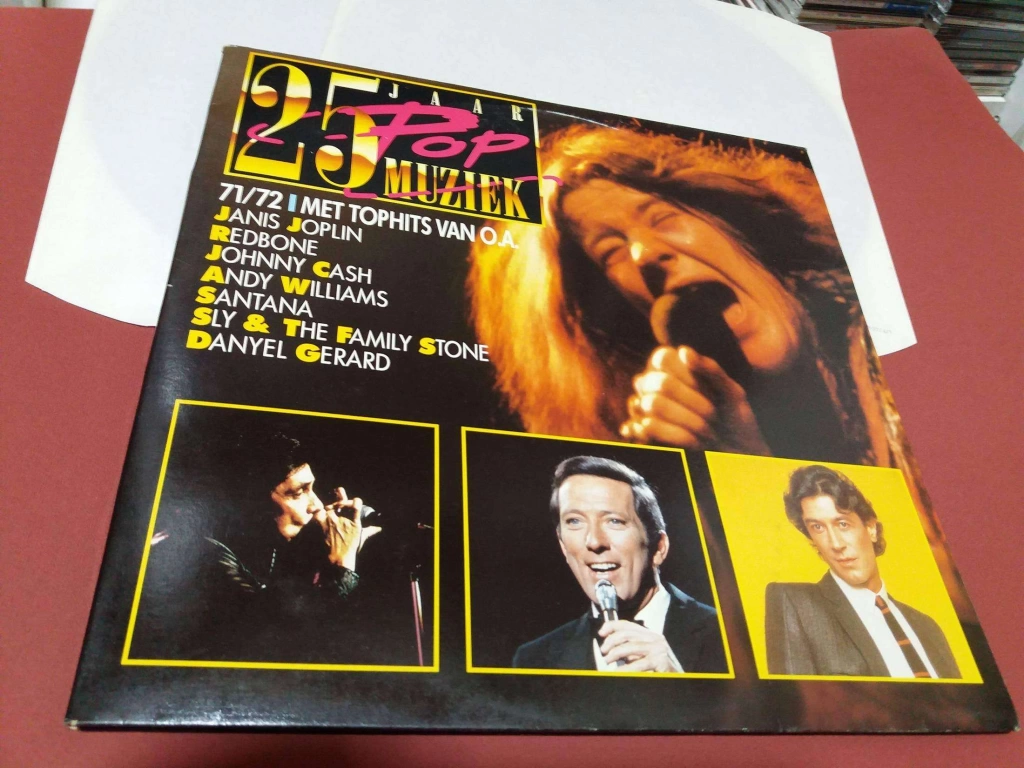 25 JAAR
Pop
MUZIEK
71/72 | MET TOPHITS VAN O.A.
JANIS JOPLIN
REDBONE
JOHNNY CASH
ANDY WILLIAMS
SANTANA
SLY & THE FAMILY STONE
DANYEL GERARD